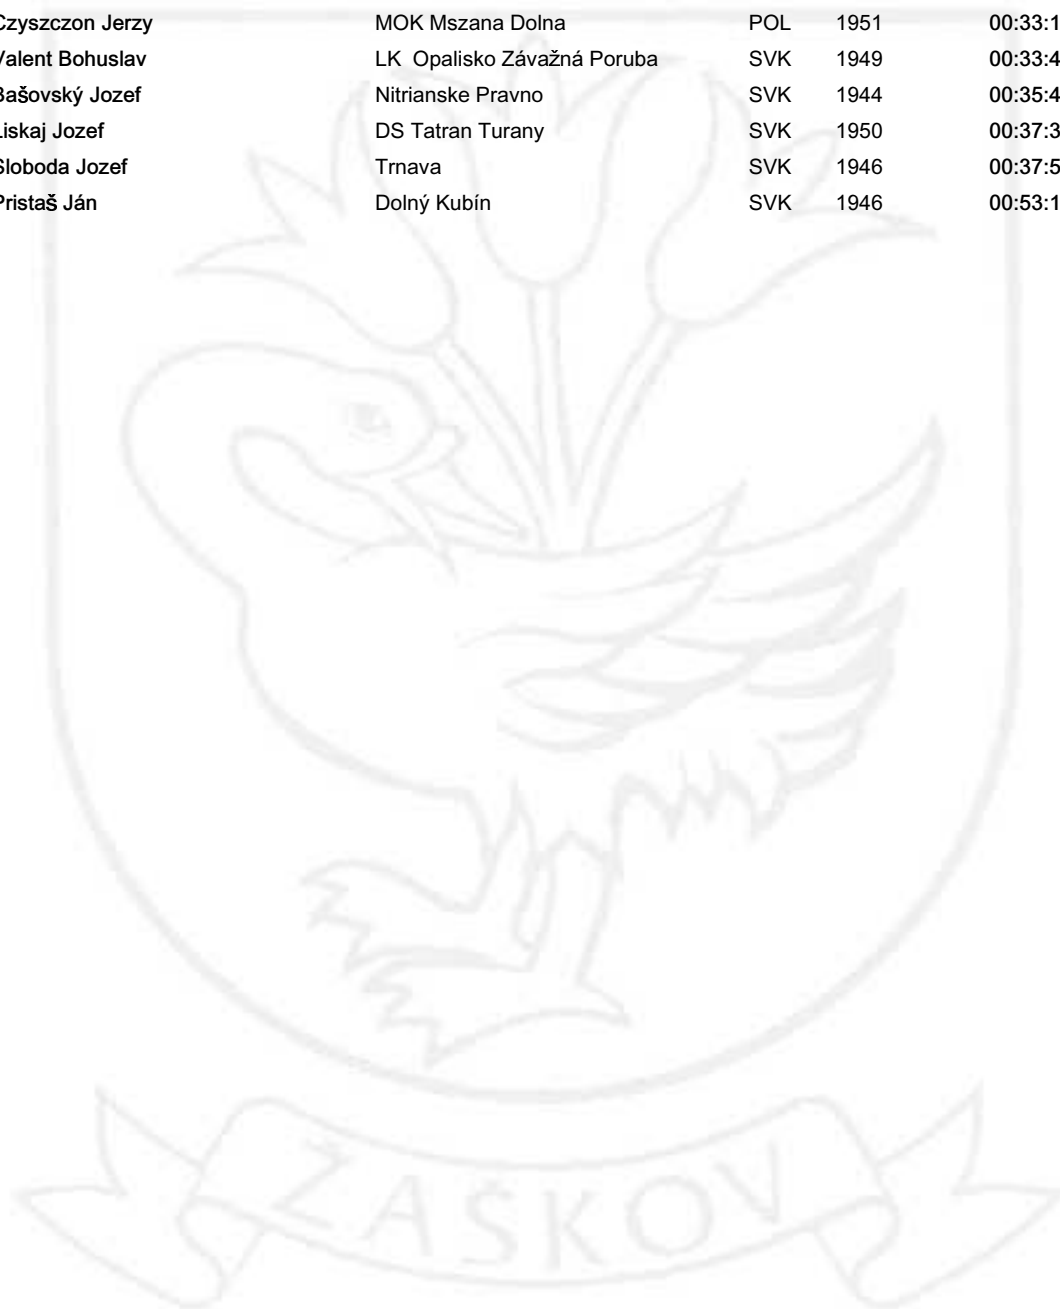 Czyszczon Jerzy MOK Mszana Dolna POL 1951 00:33:1
Valent Bohuslav LK Opalisko Závažná Poruba SVK 1949 00:33:4
Bašovský Jozef Nitrianske Pravno SVK 1944 00:35:4
Liskaj Jozef DS Tatran Turany SVK 1950 00:37:3
Sloboda Jozef Trnava SVK 1946 00:37:5
Pristaš Ján Dolný Kubín SVK 1946 00:53:1
ŽAŠKOV